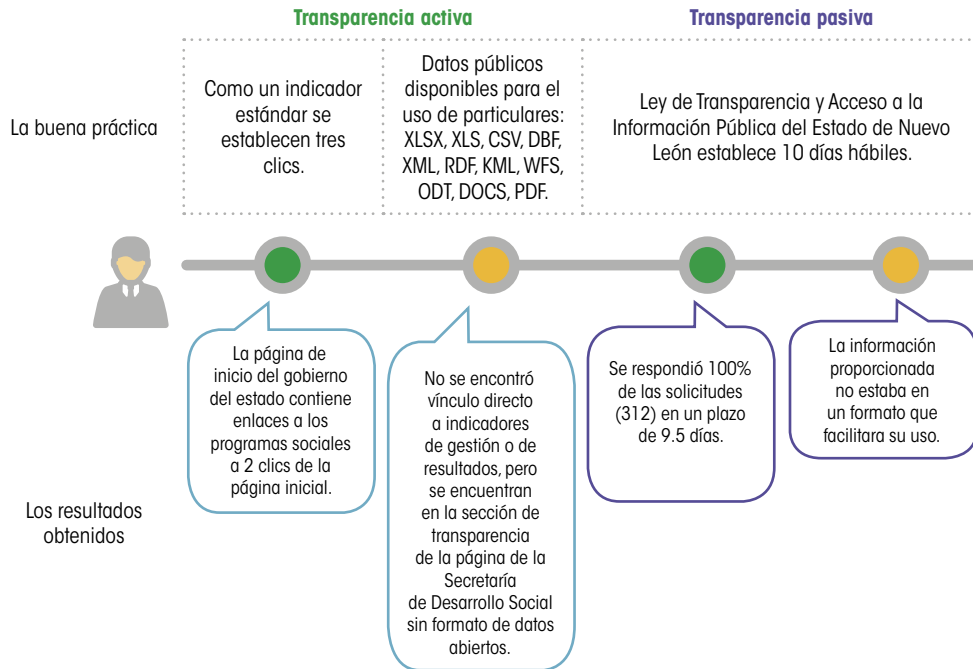 Transparencia activa
Transparencia pasiva
La buena práctica
Como un indicador
estándar se
establecen tres
clics.
Datos públicos
disponibles para el
uso de particulares:
XLSX, XLS, CSV, DBF,
XML, RDF, KML, WFS,
ODT, DOCS, PDF.
Ley de Transparencia y Acceso a la
Información Pública del Estado de Nuevo
León establece 10 días hábiles.
Los resultados
obtenidos
La página de
inicio del gobierno
del estado contiene
enlaces a los
programas sociales
a 2 clics de la
página inicial.
No se encontró
vínculo directo
a indicadores
de gestión o de
resultados, pero
se encuentran
en la sección de
transparencia
de la página de la
Secretaría
de Desarrollo Social
sin formato de datos
abiertos.
Se respondió 100%
de las solicitudes
(312) en un plazo
de 9.5 días.
La información
proporcionada
no estaba en
un formato que
facilitara su uso.